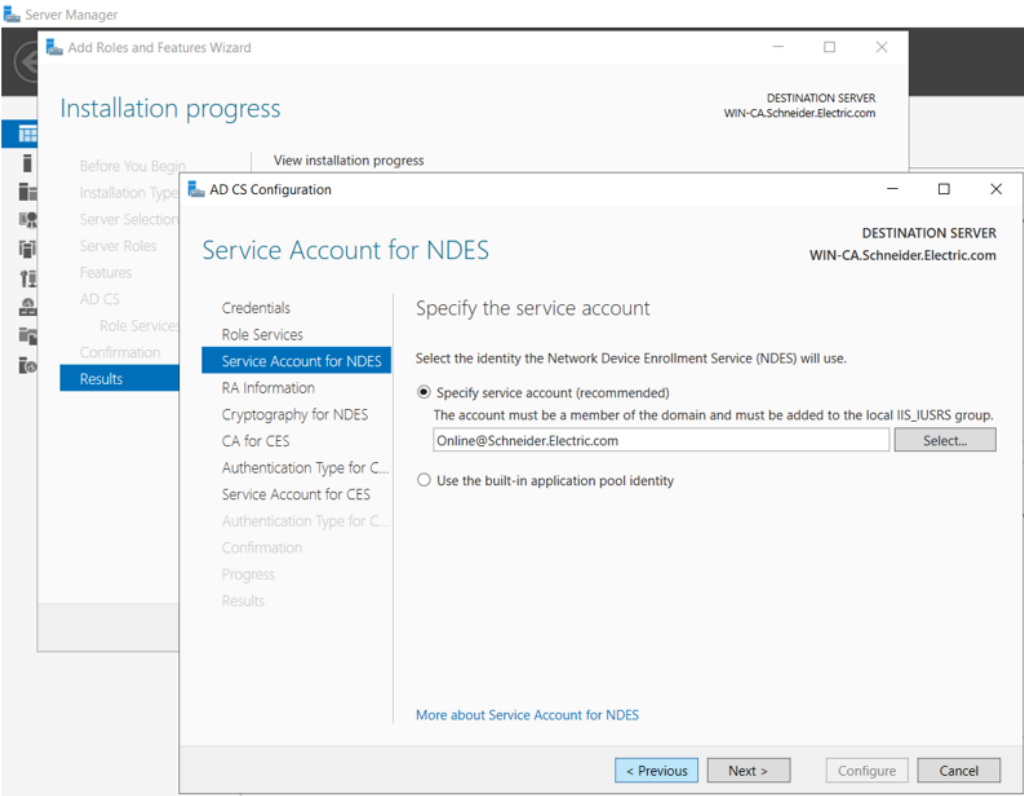 Server Manager
Add Roles and Features Wizard
Installation progress
DESTINATION SERVER
WIN-CA.Schneider.Electric.com
Before You Begin
Installation Type
Server Selection
Server Roles
Features
AD CS
Role Services
Confirmation
Results
View installation progress
AD CS Configuration
Service Account for NDES
DESTINATION SERVER
WIN-CA.Schneider.Electric.com
Credentials
Role Services
Service Account for NDES
RA Information
Cryptography for NDES
CA for CES
Authentication Type for C...
Service Account for CES
Authentication Type for C...
Confirmation
Progress
Results
Specify the service account
Select the identity the Network Device Enrollment Service (NDES) will use.
Specify service account (recommended)
The account must be a member of the domain and must be added to the local IIS_IUSRS group.
Online@Schneider.Electric.com
Select...
Use the built-in application pool identity
More about Service Account for NDES
< Previous
Next >
Configure
Cancel